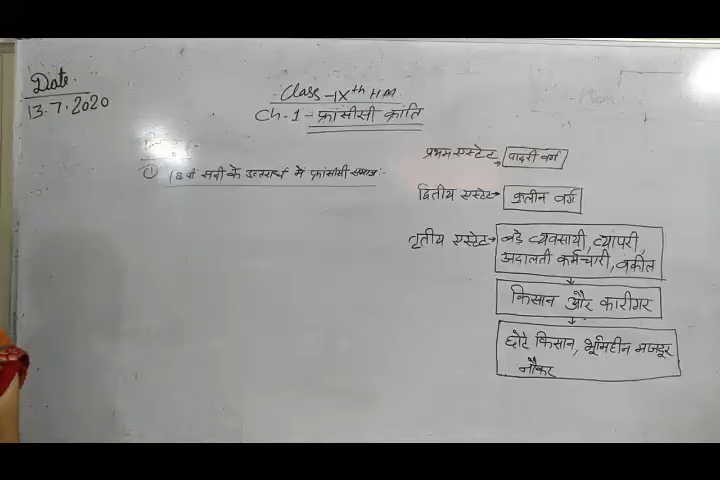 Date.
13.7.2020
Class - IXth H.M.
Ch. 1 - फ्रांसीसी क्रांति
① 18वीं सदी के उत्तरार्ध में फ्रांसीसी समाज :-
प्रथम एस्टेट → पादरी वर्ग
द्वितीय एस्टेट → कुलीन वर्ग
तृतीय एस्टेट → बड़े व्यवसायी, व्यापरी,
अदालती कर्मचारी, वकील
↓
किसान और कारीगर
↓
छोटे किसान, भूमिहीन मजदूर
नौकर